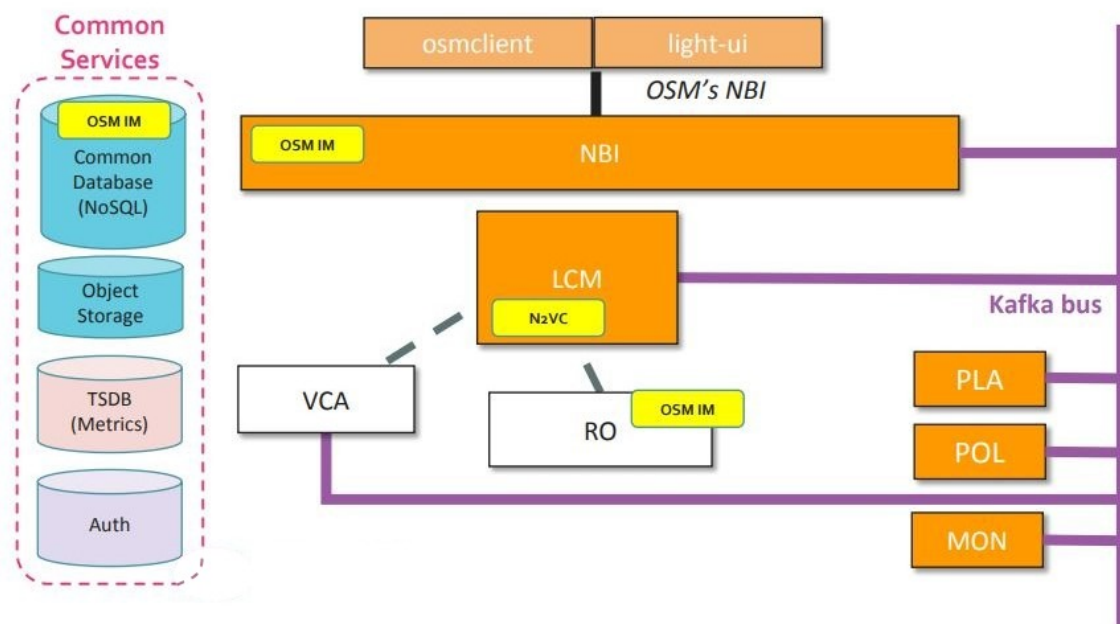 Common
Services
OSM IM
Common
Database
(NoSQL)
Object
Storage
TSDB
(Metrics)
Auth
osmclient
light-ui
OSM's NBI
OSM IM
NBI
LCM
N2VC
Kafka bus
VCA
OSM IM
RO
PLA
POL
MON